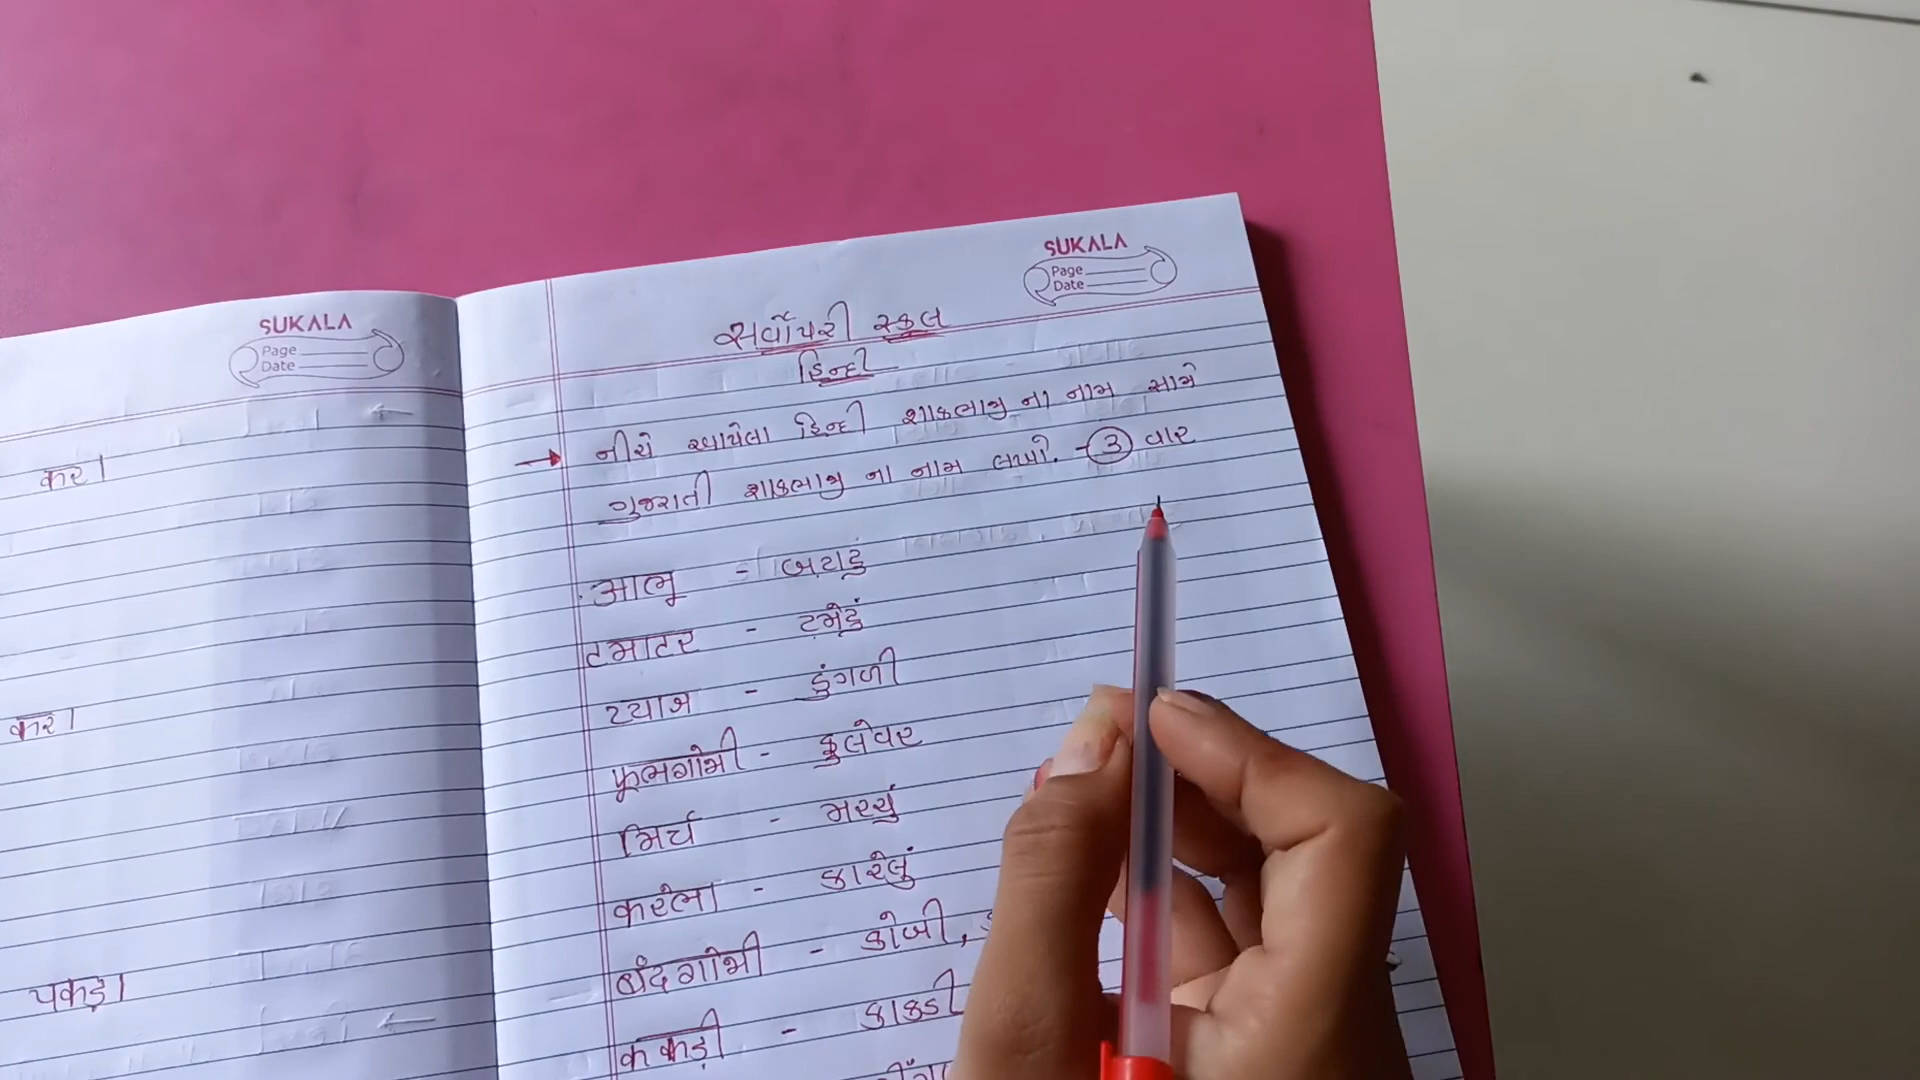 SUKALA
Page
Date
कर।
कर।
पकड़।
SUKALA
Page
Date
સર્વોપરી સ્કુલ
હિન્દી
નીચે આપેલા હિન્દી શાકભાજી ના નામ સામે
ગુજરાતી શાકભાજી ના નામ લખો. - 3 વાર
आलू - બટાકું
टमाटर - ટમેટું
प्याज - ડુંગળી
फूलगोभी - ફુલેવર
मिर्च - મરચું
करेला - કારેલું
बंदगोभी - કોબી,
ककड़ी - કાકડી